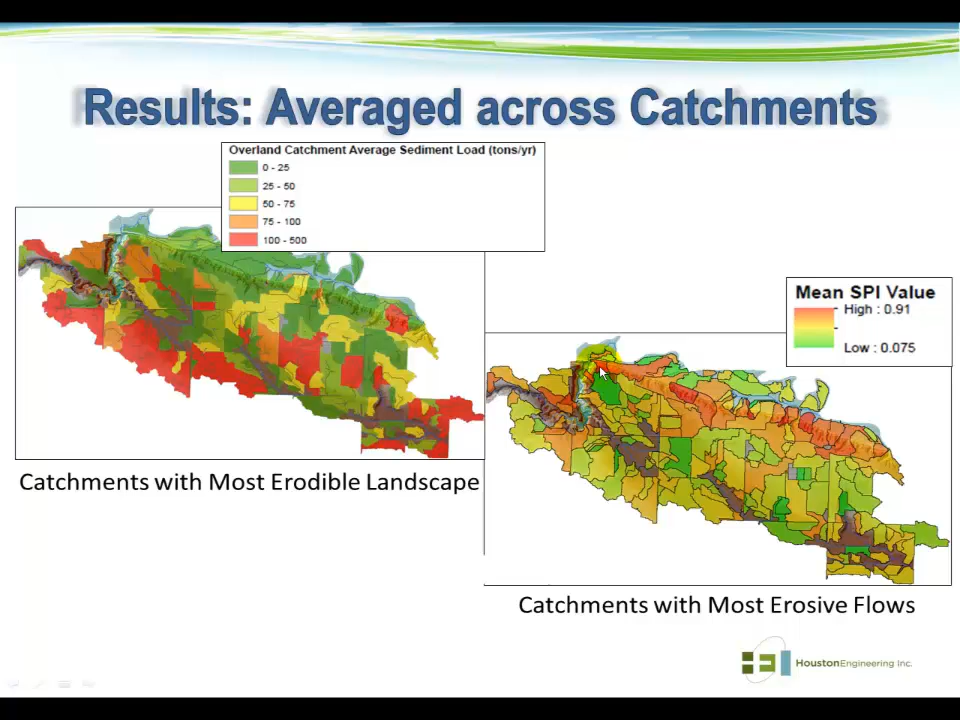 Results: Averaged across Catchments
Overland Catchment Average Sediment Load (tons/yr)
0 - 25
25 - 50
50 - 75
75 - 100
100 - 500
Mean SPI Value
High : 0.91
Low : 0.075
Catchments with Most Erodible Landscape
Catchments with Most Erosive Flows
HEI HoustonEngineering Inc.